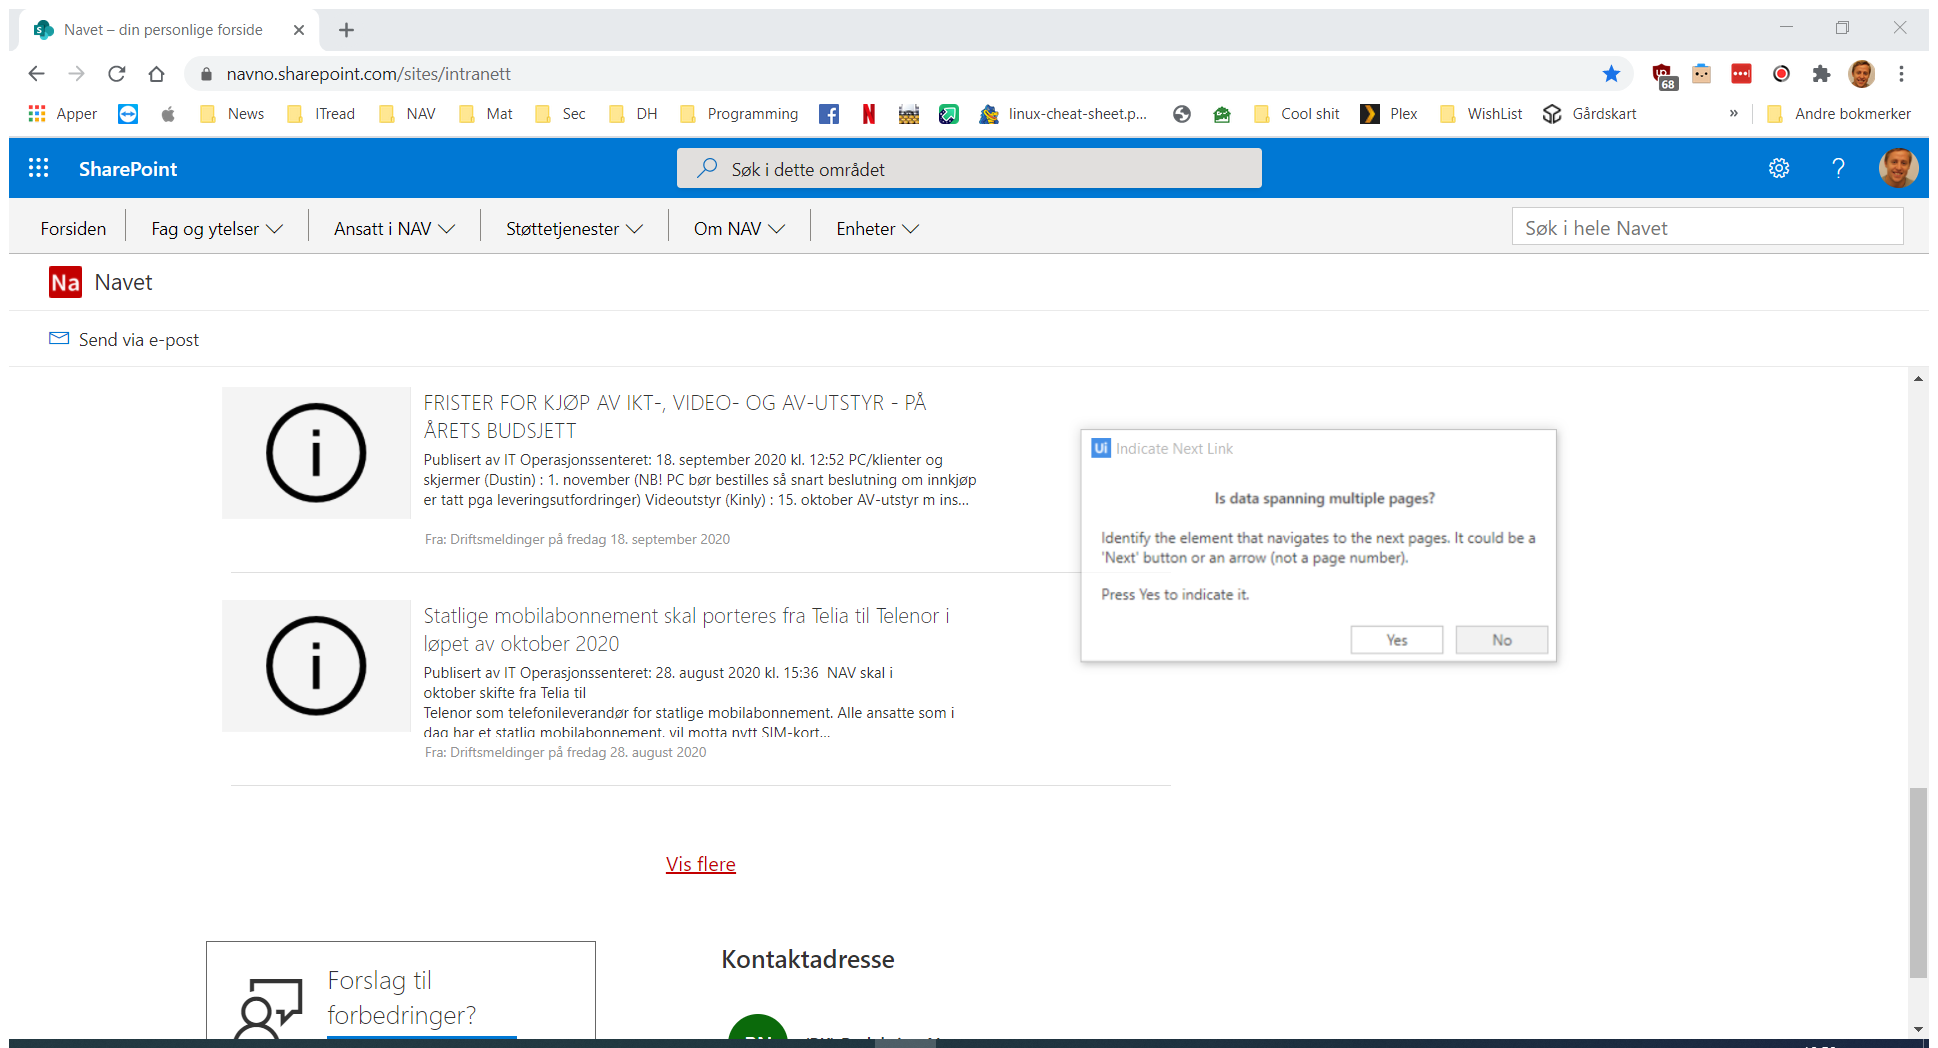 Navet – din personlige forside
navno.sharepoint.com/sites/intranett
68
Apper
News
ITread
NAV
Mat
Sec
DH
Programming
linux-cheat-sheet.p...
Cool shit
Plex
WishList
Gårdskart
»
Andre bokmerker
SharePoint
Søk i dette området
?
Forsiden
Fag og ytelser
Ansatt i NAV
Støttetjenester
Om NAV
Enheter
Søk i hele Navet
Na Navet
Send via e-post
FRISTER FOR KJØP AV IKT-, VIDEO- OG AV-UTSTYR - PÅ
ÅRETS BUDSJETT
Publisert av IT Operasjonssenteret: 18. september 2020 kl. 12:52 PC/klienter og
skjermer (Dustin) : 1. november (NB! PC bør bestilles så snart beslutning om innkjøp
er tatt pga leveringsutfordringer) Videoutstyr (Kinly) : 15. oktober AV-utstyr m ins...
Fra: Driftsmeldinger på fredag 18. september 2020
Statlige mobilabonnement skal porteres fra Telia til Telenor i
løpet av oktober 2020
Publisert av IT Operasjonssenteret: 28. august 2020 kl. 15:36 NAV skal i
oktober skifte fra Telia til
Telenor som telefonileverandør for statlige mobilabonnement. Alle ansatte som i
dag har et statlig mobilabonnement, vil motta nytt SIM-kort...
Fra: Driftsmeldinger på fredag 28. august 2020
Ui Indicate Next Link
Is data spanning multiple pages?
Identify the element that navigates to the next pages. It could be a
'Next' button or an arrow (not a page number).
Press Yes to indicate it.
Yes
No
Vis flere
Forslag til
forbedringer?
Kontaktadresse